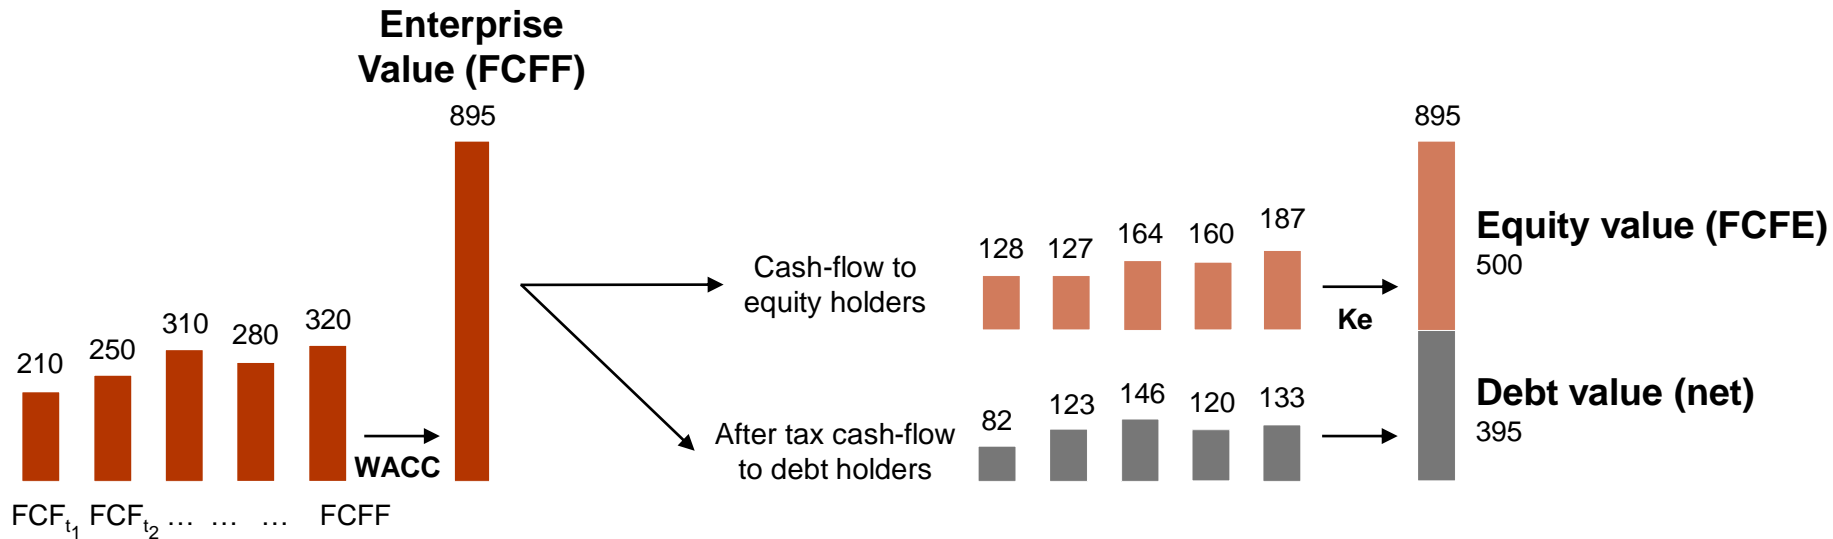 Enterprise
Value (FCFF)
895
210
250
310
280
320
WACC
FCFt1 FCFt2 … … … FCFF
Cash-flow to
equity holders
128
127
164
160
187
Ke
After tax cash-flow
to debt holders
82
123
146
120
133
895
Equity value (FCFE)
500
Debt value (net)
395